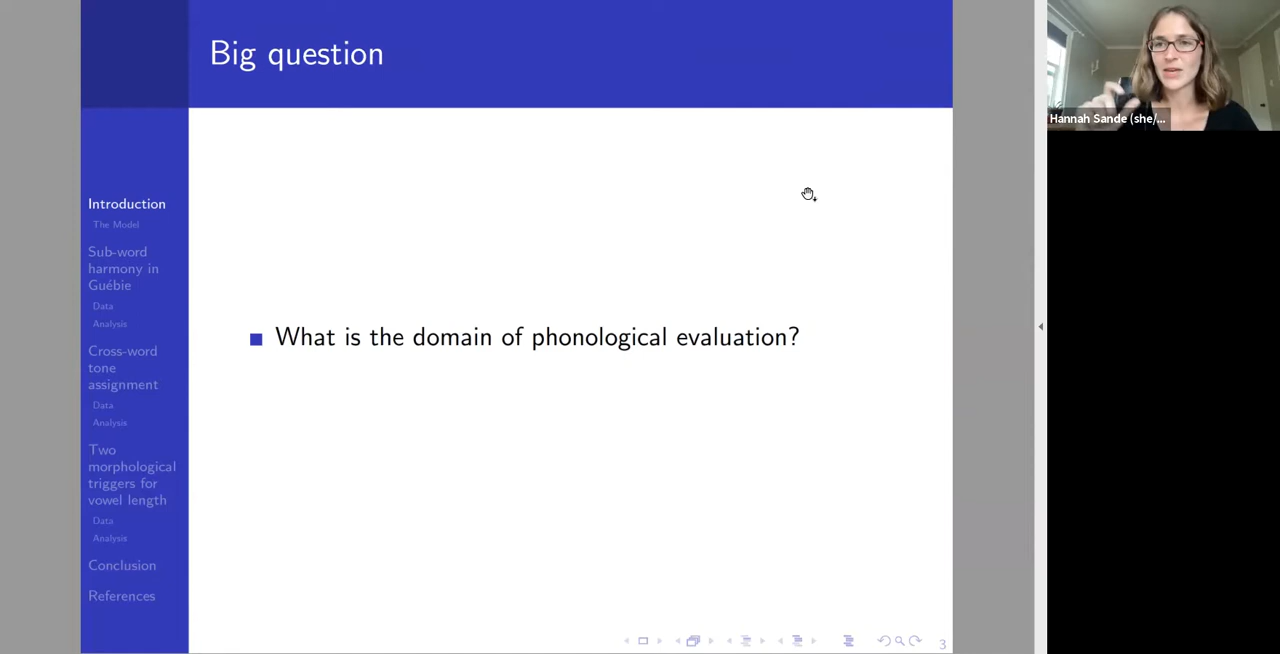 Big question
Introduction
The Model
Sub-word
harmony in
Guébie
Data
Analysis
Cross-word
tone
assignment
Data
Analysis
Two
morphological
triggers for
vowel length
Data
Analysis
Conclusion
References
What is the domain of phonological evaluation?
3
Hannah Sande (she/...